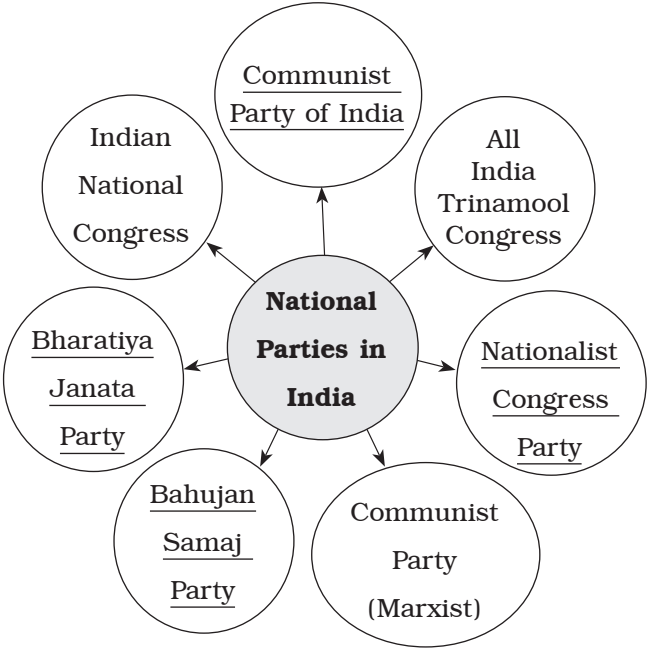 Communist
Party of India
Indian
National
Congress
All
India
Trinamool
Congress
National
Parties in
India
Bharatiya
Janata
Party
Nationalist
Congress
Party
Bahujan
Samaj
Party
Communist
Party
(Marxist)